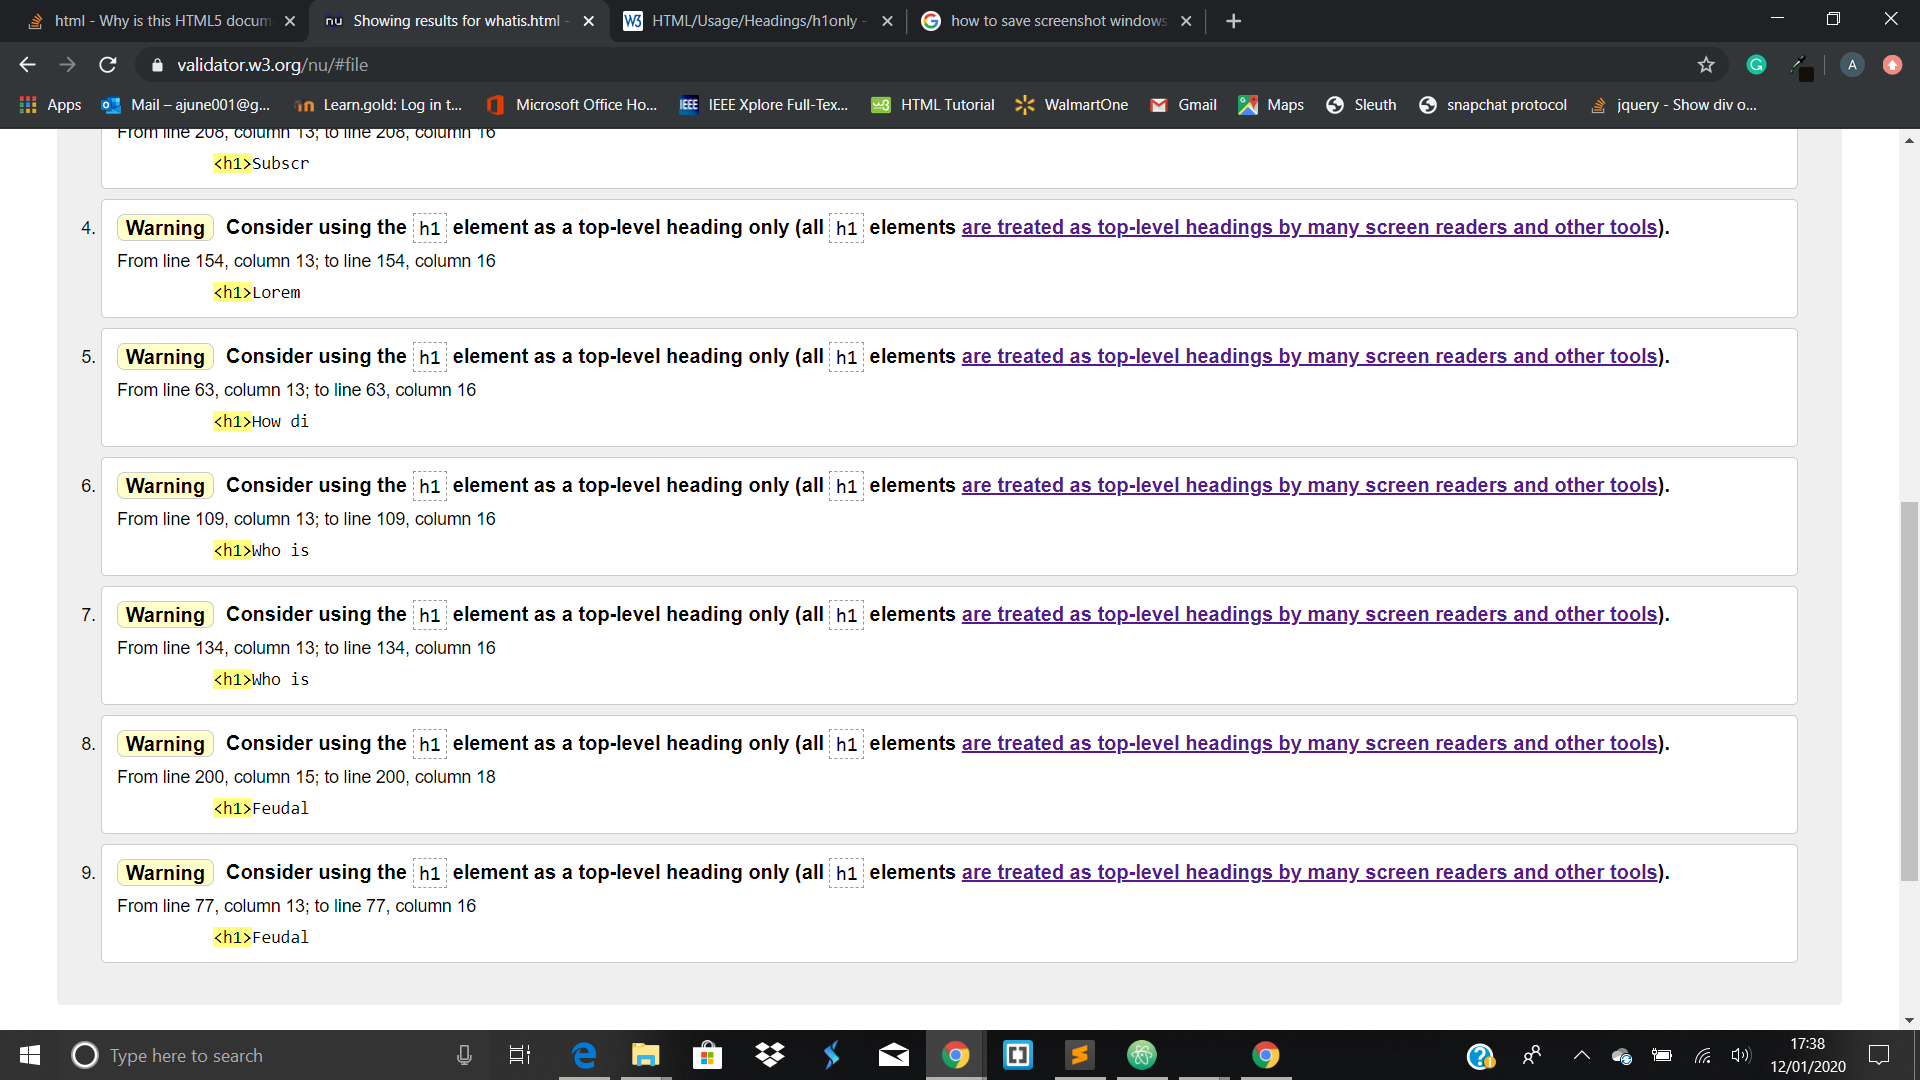 html - Why is this HTML5 docum
nu Showing results for whatis.html -
W3 HTML/Usage/Headings/h1only -
how to save screenshot windows
validator.w3.org/nu/#file
A
Apps
Mail – ajune001@g...
Learn.gold: Log in t...
Microsoft Office Ho...
IEEE IEEE Xplore Full-Tex...
w3 HTML Tutorial
WalmartOne
Gmail
Maps
Sleuth
snapchat protocol
jquery - Show div o...
From line 208, column 13; to line 208, column 16
<h1>Subscr
4. Warning Consider using the h1 element as a top-level heading only (all h1 elements are treated as top-level headings by many screen readers and other tools).
From line 154, column 13; to line 154, column 16
<h1>Lorem
5. Warning Consider using the h1 element as a top-level heading only (all h1 elements are treated as top-level headings by many screen readers and other tools).
From line 63, column 13; to line 63, column 16
<h1>How di
6. Warning Consider using the h1 element as a top-level heading only (all h1 elements are treated as top-level headings by many screen readers and other tools).
From line 109, column 13; to line 109, column 16
<h1>Who is
7. Warning Consider using the h1 element as a top-level heading only (all h1 elements are treated as top-level headings by many screen readers and other tools).
From line 134, column 13; to line 134, column 16
<h1>Who is
8. Warning Consider using the h1 element as a top-level heading only (all h1 elements are treated as top-level headings by many screen readers and other tools).
From line 200, column 15; to line 200, column 18
<h1>Feudal
9. Warning Consider using the h1 element as a top-level heading only (all h1 elements are treated as top-level headings by many screen readers and other tools).
From line 77, column 13; to line 77, column 16
<h1>Feudal
Type here to search
17:38
12/01/2020